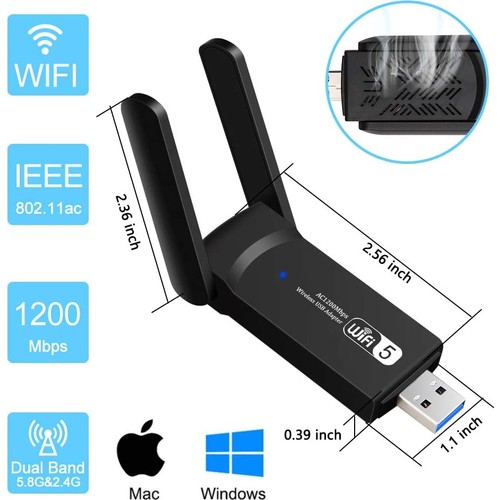 WIFI
IEEE
802.11ac
1200
Mbps
Dual Band
5.8G&2.4G
2.36 inch
2.56 inch
AC1200Mbps
Wireless USB Adapter
WiFi 5
0.39 inch
1.1 inch
Mac
Windows